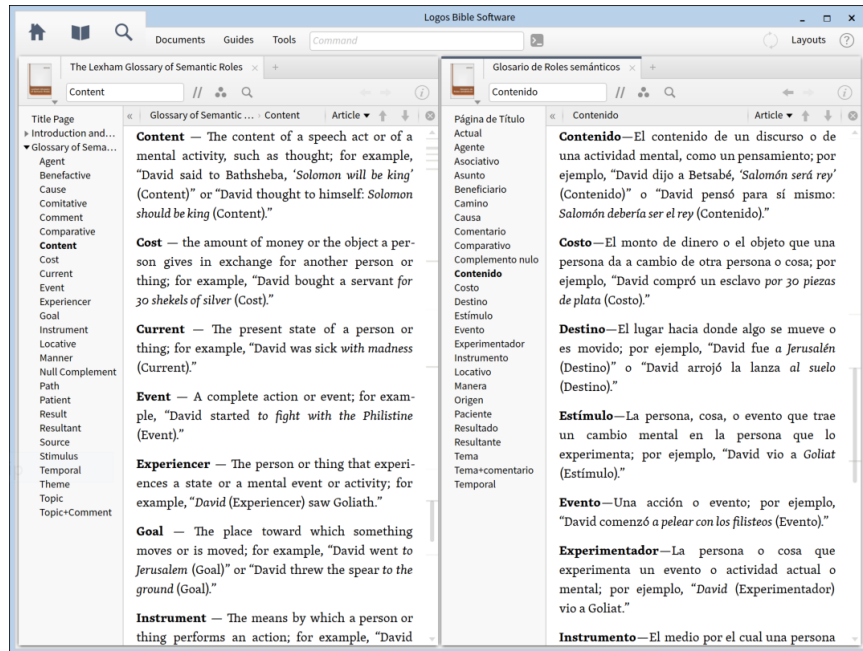 Logos Bible Software
Documents Guides Tools Command Layouts
The Lexham Glossary of Semantic Roles
Content
Glossary of Semantic ... Content Article
Title Page
Introduction and...
Glossary of Sema...
Agent
Benefactive
Cause
Comitative
Comment
Comparative
Content
Cost
Current
Event
Experiencer
Goal
Instrument
Locative
Manner
Null Complement
Path
Patient
Result
Resultant
Source
Stimulus
Temporal
Theme
Topic
Topic+Comment
Content — The content of a speech act or of a
mental activity, such as thought; for example,
“David said to Bathsheba, ‘Solomon will be king’
(Content)” or “David thought to himself: Solomon
should be king (Content).”
Cost — the amount of money or the object a per-
son gives in exchange for another person or
thing; for example, “David bought a servant for
30 shekels of silver (Cost).”
Current — The present state of a person or
thing; for example, “David was sick with madness
(Current).”
Event — A complete action or event; for exam-
ple, “David started to fight with the Philistine
(Event).”
Experiencer — The person or thing that experi-
ences a state or a mental event or activity; for
example, “David (Experiencer) saw Goliath.”
Goal — The place toward which something
moves or is moved; for example, “David went to
Jerusalem (Goal)” or “David threw the spear to the
ground (Goal).”
Instrument — The means by which a person or
thing performs an action; for example, “David
Glosario de Roles semánticos
Contenido
Contenido Article
Página de Título
Actual
Agente
Asociativo
Asunto
Beneficiario
Camino
Causa
Comentario
Comparativo
Complemento nulo
Contenido
Costo
Destino
Estímulo
Evento
Experimentador
Instrumento
Locativo
Manera
Origen
Paciente
Resultado
Resultante
Tema
Tema+comentario
Temporal
Contenido—El contenido de un discurso o de
una actividad mental, como un pensamiento; por
ejemplo, “David dijo a Betsabé, ‘Salomón será rey’
(Contenido)” o “David pensó para sí mismo:
Salomón debería ser el rey (Contenido).”
Costo—El monto de dinero o el objeto que una
persona da a cambio de otra persona o cosa; por
ejemplo, “David compró un esclavo por 30 piezas
de plata (Costo).”
Destino—El lugar hacia donde algo se mueve o
es movido; por ejemplo, “David fue a Jerusalén
(Destino)” o “David arrojó la lanza al suelo
(Destino).”
Estímulo—La persona, cosa, o evento que trae
un cambio mental en la persona que lo
experimenta; por ejemplo, “David vio a Goliat
(Estímulo).”
Evento—Una acción o evento; por ejemplo,
“David comenzó a pelear con los filisteos (Evento).”
Experimentador—La persona o cosa que
experimenta un evento o actividad actual o
mental; por ejemplo, “David (Experimentador)
vio a Goliat.”
Instrumento—El medio por el cual una persona